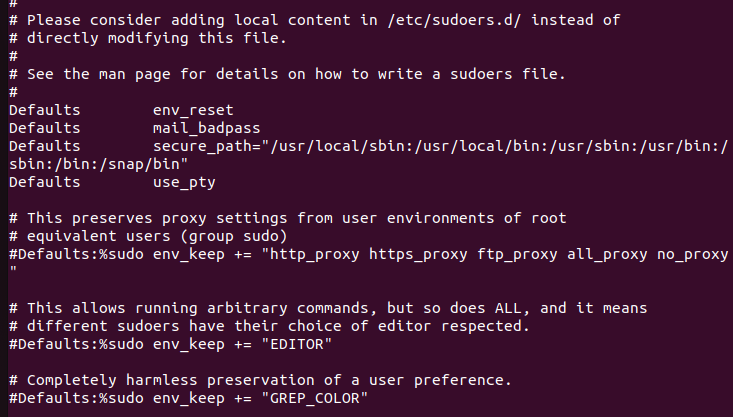 #
# Please consider adding local content in /etc/sudoers.d/ instead of
# directly modifying this file.
#
# See the man page for details on how to write a sudoers file.
#
Defaults        env_reset
Defaults        mail_badpass
Defaults        secure_path="/usr/local/sbin:/usr/local/bin:/usr/sbin:/usr/bin:/
sbin:/bin:/snap/bin"
Defaults        use_pty

# This preserves proxy settings from user environments of root
# equivalent users (group sudo)
#Defaults:%sudo env_keep += "http_proxy https_proxy ftp_proxy all_proxy no_proxy
"

# This allows running arbitrary commands, but so does ALL, and it means
# different sudoers have their choice of editor respected.
#Defaults:%sudo env_keep += "EDITOR"

# Completely harmless preservation of a user preference.
#Defaults:%sudo env_keep += "GREP_COLOR"